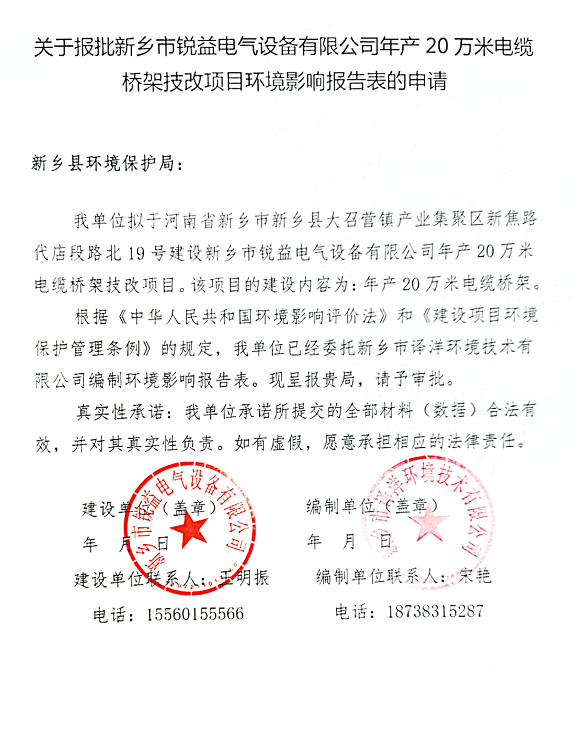 关于报批新乡市锐益电气设备有限公司年产 20 万米电缆
桥架技改项目环境影响报告表的申请
新乡县环境保护局：
我单位拟于河南省新乡市新乡县大召营镇产业集聚区新焦路
代店段路北 19 号建设新乡市锐益电气设备有限公司年产 20 万米
电缆桥架技改项目。该项目的建设内容为：年产 20 万米电缆桥架。
根据《中华人民共和国环境影响评价法》和《建设项目环境
保护管理条例》的规定，我单位已经委托新乡市译洋环境技术有
限公司编制环境影响报告表。现呈报贵局，请予审批。
真实性承诺：我单位承诺所提交的全部材料（数据）合法有
效，并对其真实性负责。如有虚假，愿意承担相应的法律责任。
建设单位（盖章）
编制单位（盖章）
年 月 日
年 月 日
新乡市锐益电气设备有限公司
新乡市译洋环境技术有限公司
建设单位联系人：王明振
编制单位联系人：宋艳
电话：15560155566
电话：18738315287